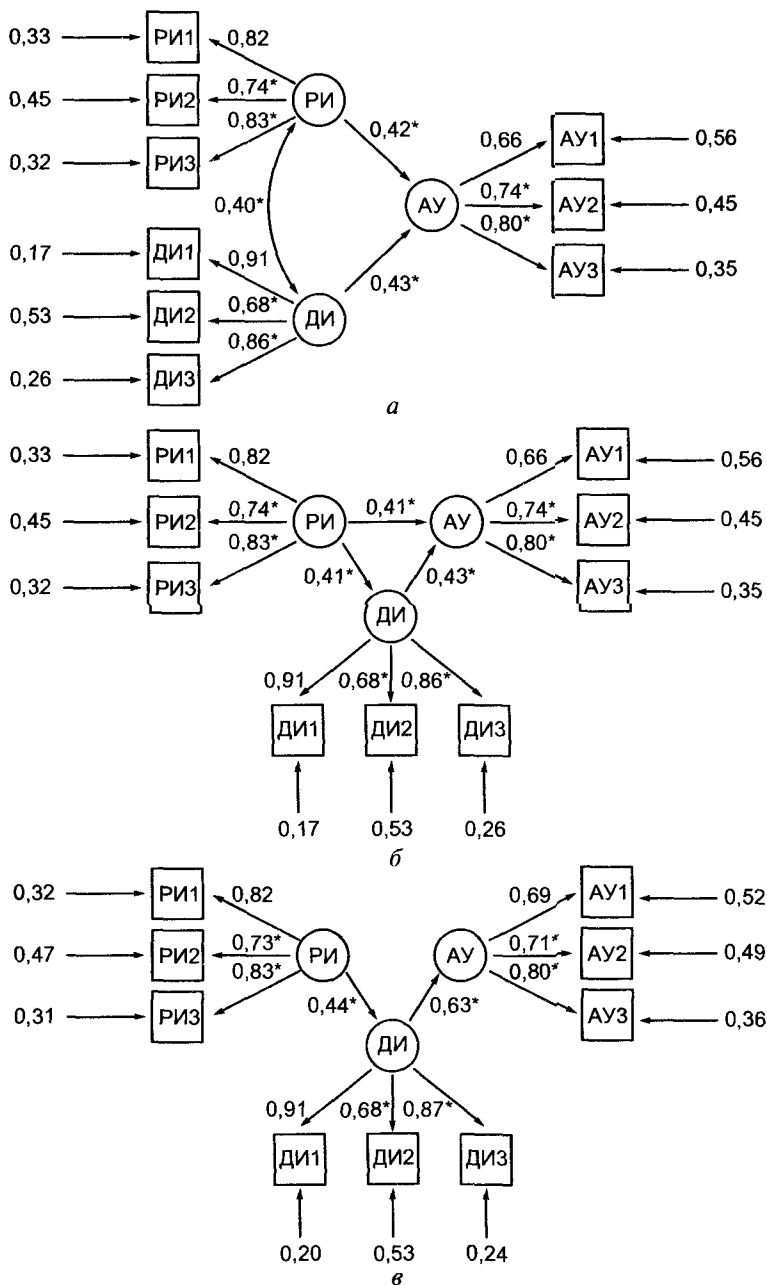 0,33 РИ1 0,82
0,45 РИ2 0,74* РИ 0,42* 0,66 АУ1 0,56
0,32 РИ3 0,83* АУ 0,74* АУ2 0,45
0,40* 0,80*
0,17 ДИ1 0,91 0,43* АУ3 0,35
0,53 ДИ2 0,68* ДИ
0,26 ДИ3 0,86*
а
0,33 РИ1 0,82 0,66 АУ1 0,56
0,45 РИ2 0,74* РИ 0,41* АУ 0,74* АУ2 0,45
0,32 РИ3 0,83* 0,41* 0,43* 0,80* АУ3 0,35
ДИ
0,91 0,68* 0,86*
ДИ1 ДИ2 ДИ3
0,17 0,53 0,26
б
0,32 РИ1 0,82 0,69 АУ1 0,52
0,47 РИ2 0,73* РИ АУ 0,71* АУ2 0,49
0,31 РИ3 0,83* 0,44* 0,63* 0,80* АУ3 0,36
ДИ
0,91 0,68* 0,87*
ДИ1 ДИ2 ДИ3
0,20 0,53 0,24
в